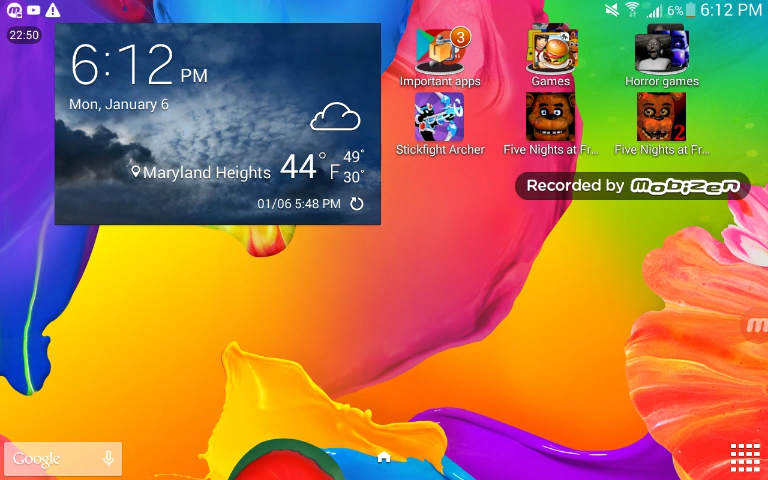 6% 6:12 PM
22:50
6:12 PM
Mon, January 6
Maryland Heights 44° F 49° 30°
01/06 5:48 PM
3
Important apps Games Horror games
2
Stickfight Archer Five Nights at Fr... Five Nights at Fr...
Recorded by mobizen
Google